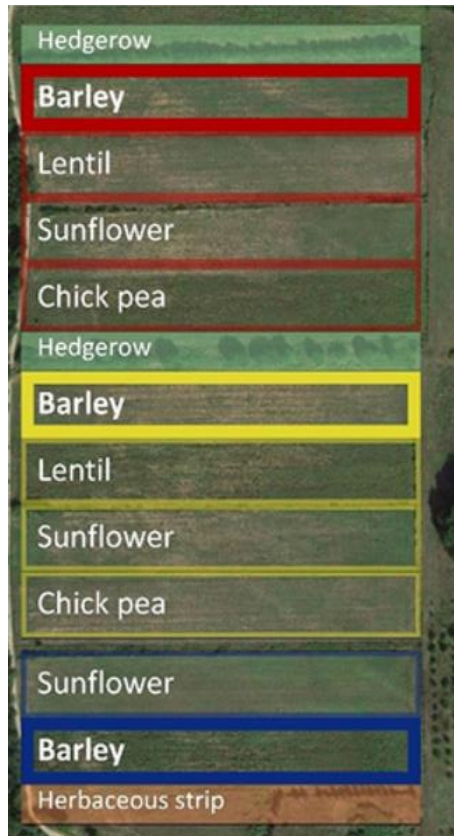 Hedgerow
Barley
Lentil
Sunflower
Chick pea
Hedgerow
Barley
Lentil
Sunflower
Chick pea
Sunflower
Barley
Herbaceous strip